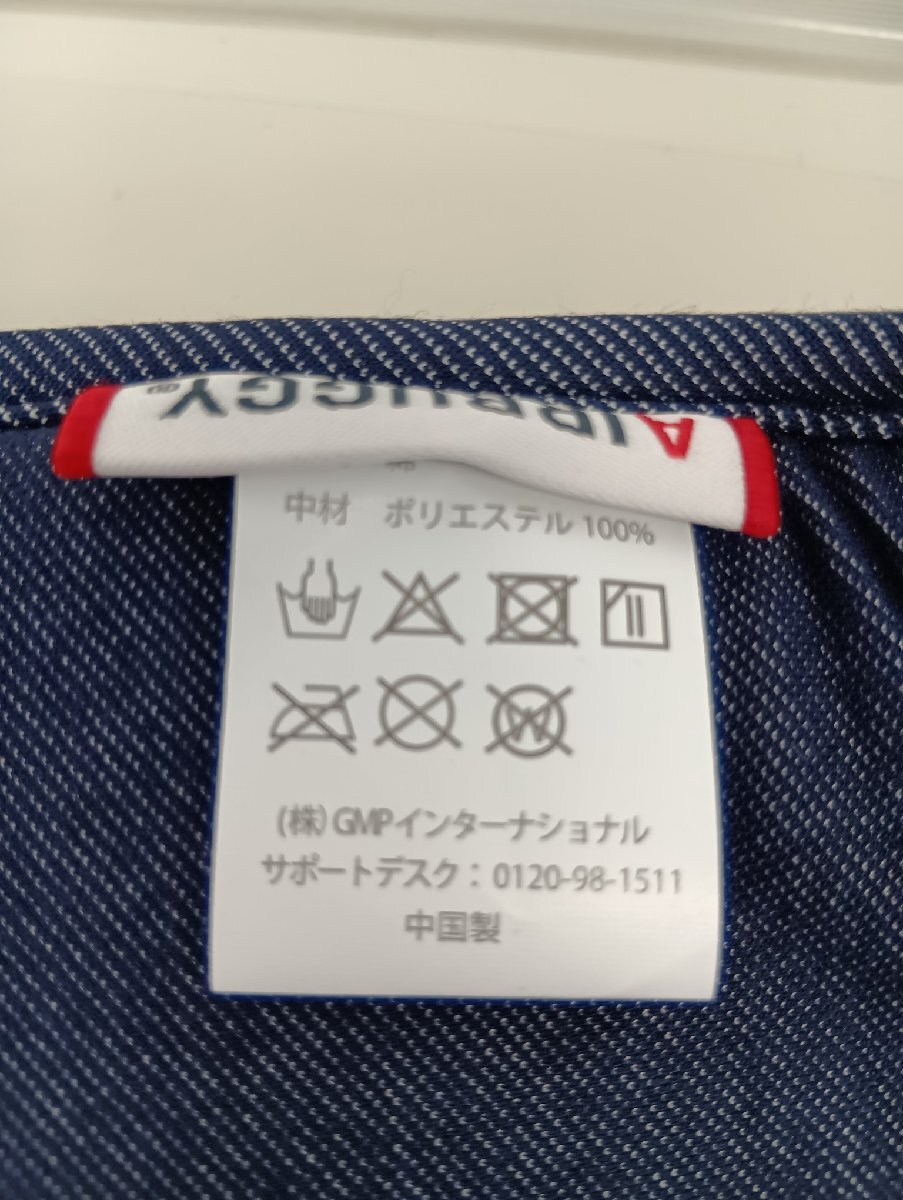 AIRBUGGY
中材 ポリエステル 100%
(株) GMPインターナショナル
サポートデスク : 0120-98-1511
中国製